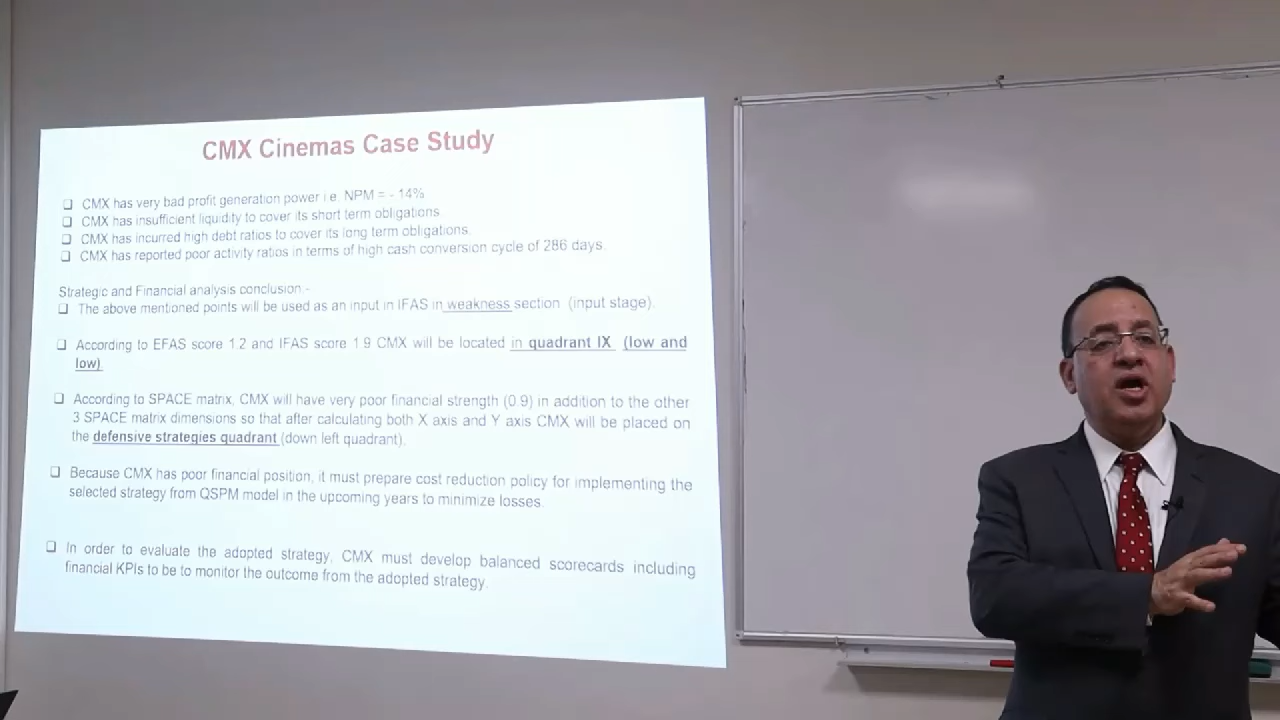 CMX Cinemas Case Study
❑ CMX has very bad profit generation power i.e. NPM = - 14%
❑ CMX has insufficient liquidity to cover its short term obligations.
❑ CMX has incurred high debt ratios to cover its long term obligations.
❑ CMX has reported poor activity ratios in terms of high cash conversion cycle of 286 days.
Strategic and Financial analysis conclusion:-
❑ The above mentioned points will be used as an input in IFAS in weakness section (input stage).
❑ According to EFAS score 1.2 and IFAS score 1.9 CMX will be located in quadrant IX (low and
low).
❑ According to SPACE matrix, CMX will have very poor financial strength (0.9) in addition to the other
3 SPACE matrix dimensions so that after calculating both X axis and Y axis CMX will be placed on
the defensive strategies quadrant (down left quadrant).
❑ Because CMX has poor financial position, it must prepare cost reduction policy for implementing the
selected strategy from QSPM model in the upcoming years to minimize losses.
❑ In order to evaluate the adopted strategy, CMX must develop balanced scorecards including
financial KPIs to be to monitor the outcome from the adopted strategy.